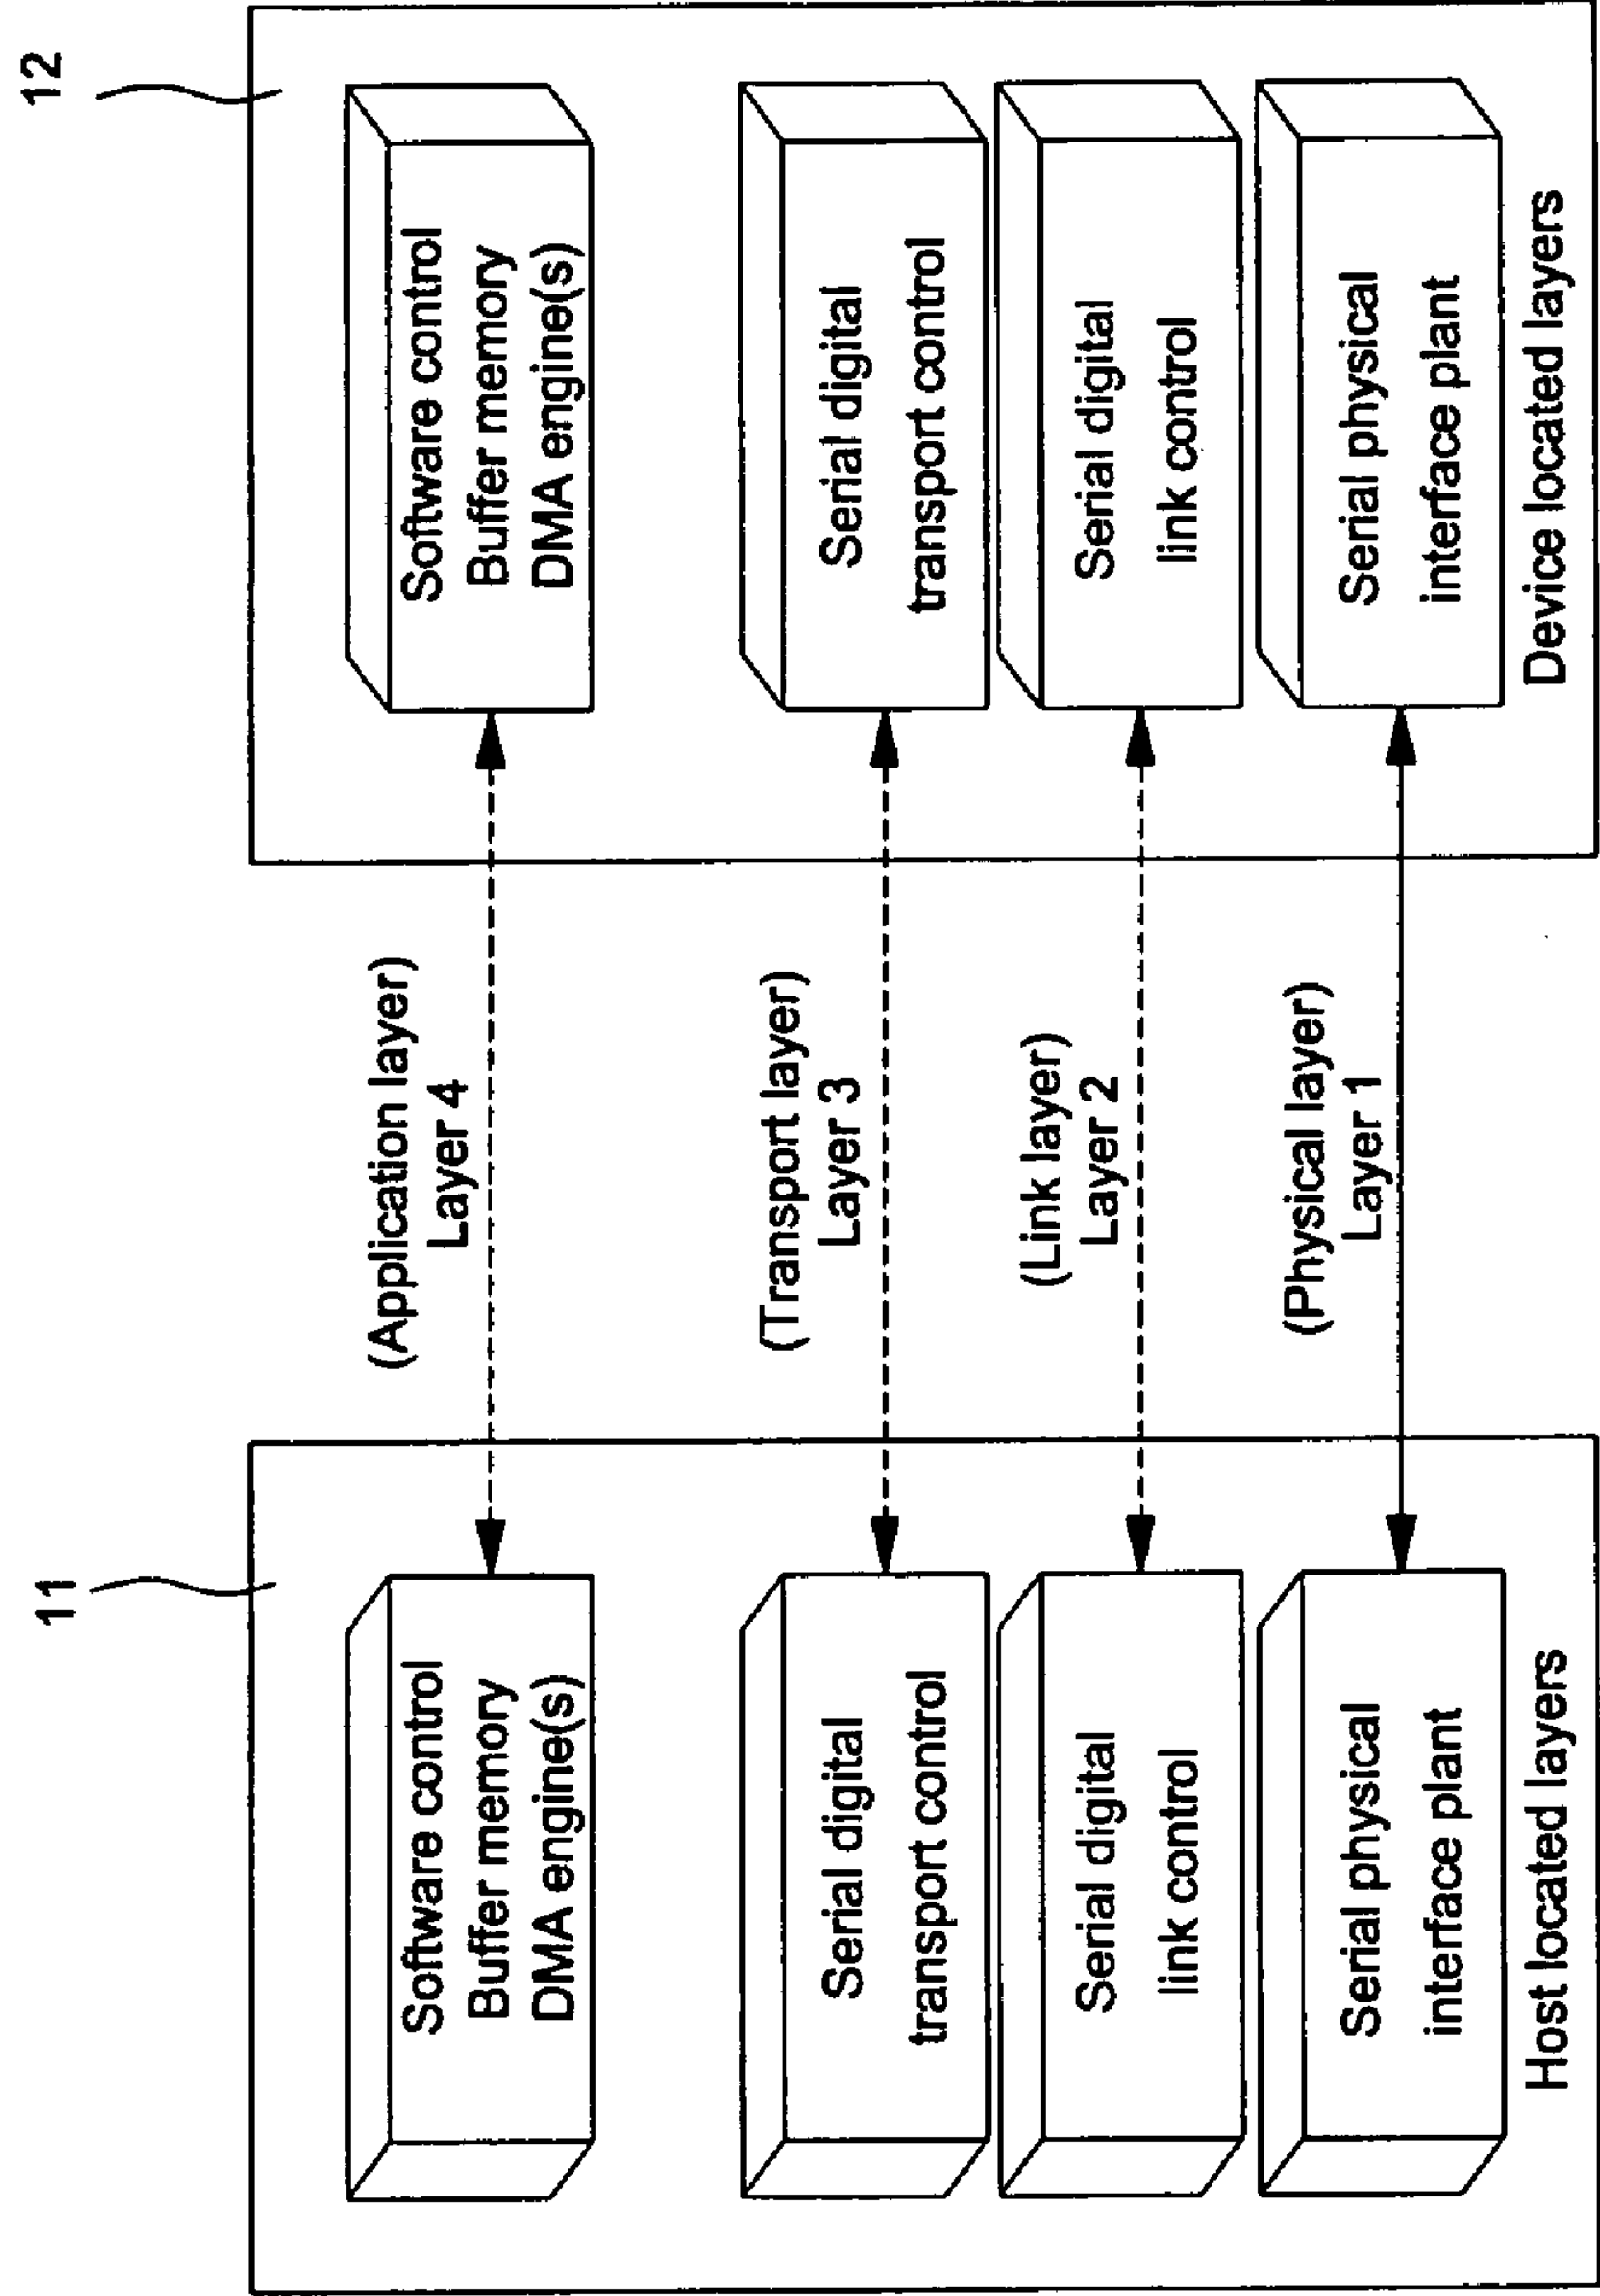 11
Software control
Buffer memory
DMA engine(s)
Serial digital
transport control
Serial digital
link control
Serial physical
interface plant
Host located layers
(Application layer)
Layer 4
(Transport layer)
Layer 3
(Link layer)
Layer 2
(Physical layer)
Layer 1
12
Software control
Buffer memory
DMA engine(s)
Serial digital
transport control
Serial digital
link control
Serial physical
interface plant
Device located layers